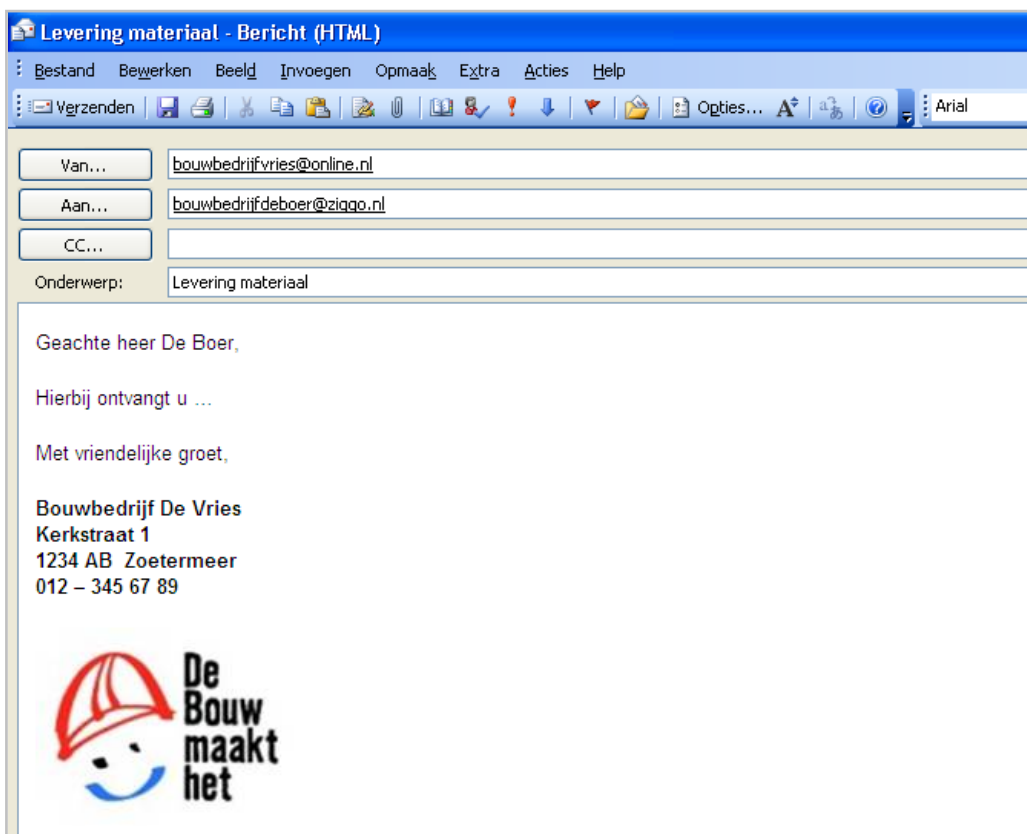 Levering materiaal - Bericht (HTML)
Bestand Bewerken Beeld Invoegen Opmaak Extra Acties Help
Verzenden Opties... Arial
Van... bouwbedrijfvries@online.nl
Aan... bouwbedrijfdeboer@ziggo.nl
CC...
Onderwerp: Levering materiaal
Geachte heer De Boer,
Hierbij ontvangt u …
Met vriendelijke groet,
Bouwbedrijf De Vries
Kerkstraat 1
1234 AB Zoetermeer
012 – 345 67 89
De
Bouw
maakt
het